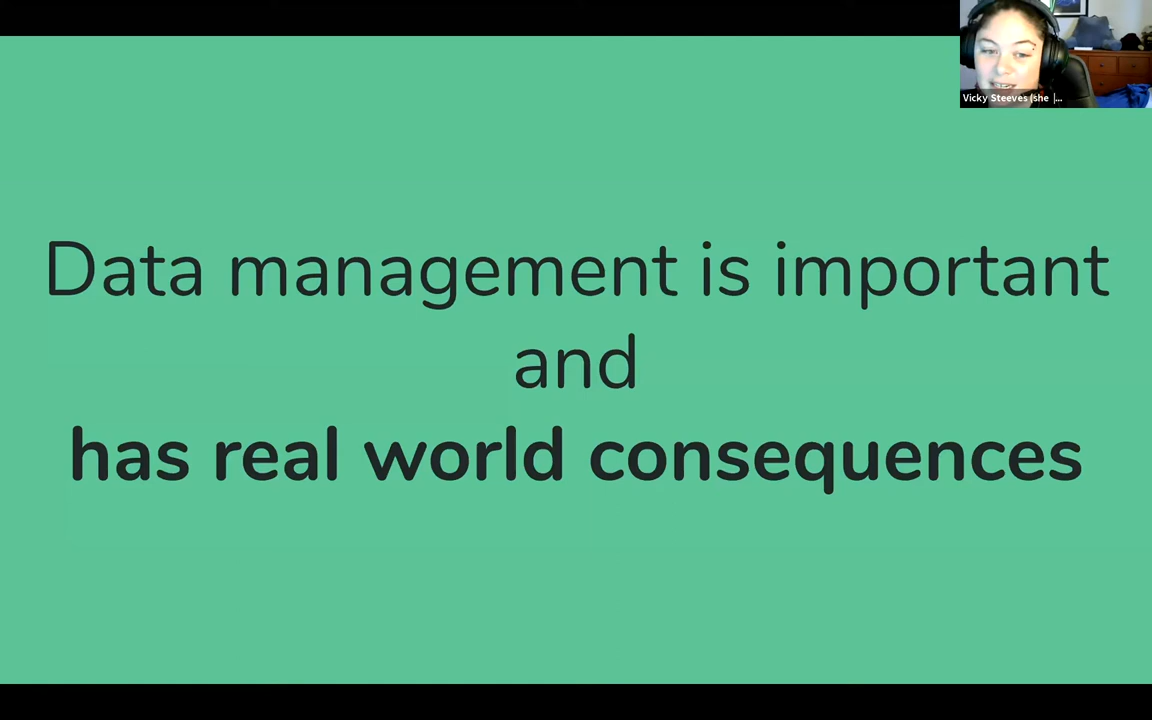 Vicky Steeves (she |...
Data management is important
and
has real world consequences